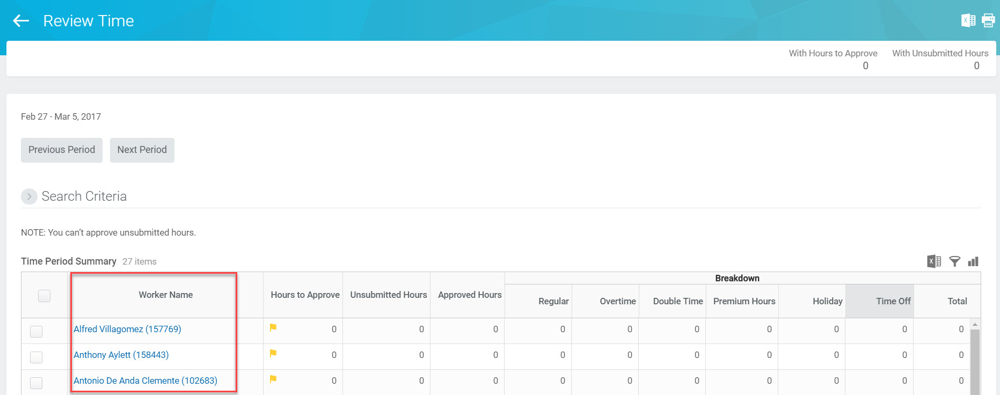 Review Time
With Hours to Approve With Unsubmitted Hours
0 0
Feb 27 - Mar 5, 2017
Previous Period Next Period
Search Criteria
NOTE: You can't approve unsubmitted hours.
Time Period Summary 27 items
Breakdown
Worker Name Hours to Approve Unsubmitted Hours Approved Hours Regular Overtime Double Time Premium Hours Holiday Time Off Total
Alfred Villagomez (157769) 0 0 0 0 0 0 0 0 0 0
Anthony Aylett (158443) 0 0 0 0 0 0 0 0 0 0
Antonio De Anda Clemente (102683) 0 0 0 0 0 0 0 0 0 0